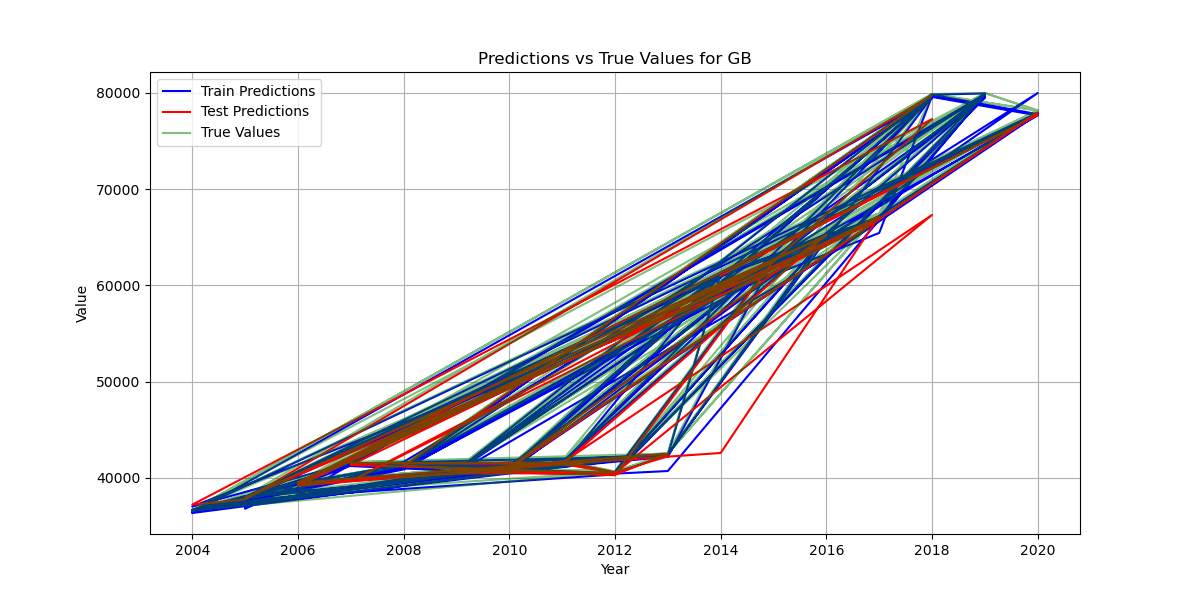 Predictions vs True Values for GB
Train Predictions
Test Predictions
True Values
80000
70000
60000
50000
40000
Value
2004 2006 2008 2010 2012 2014 2016 2018 2020
Year